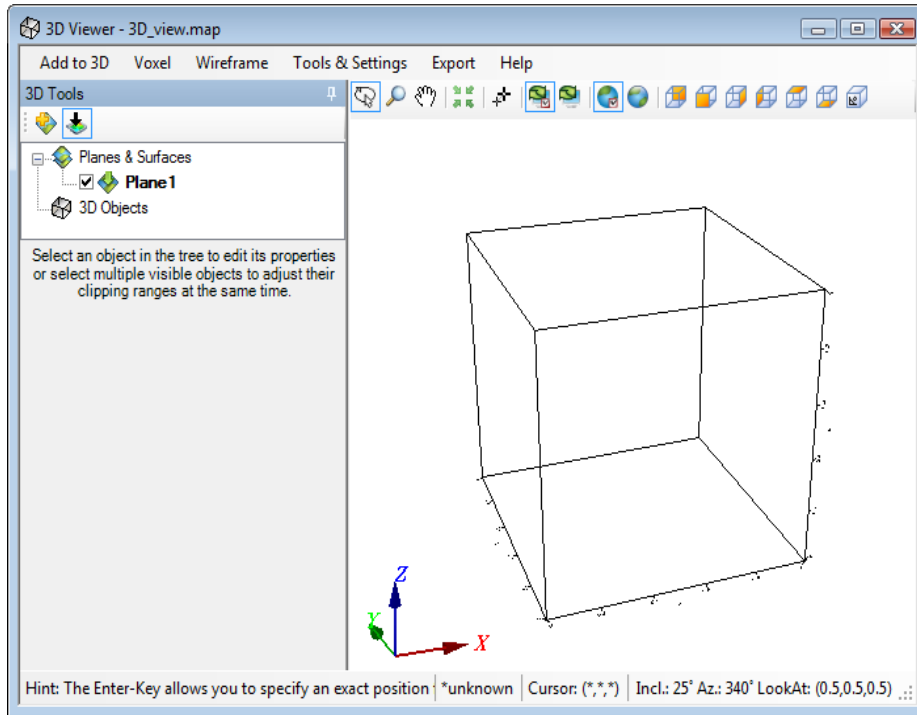 3D Viewer - 3D_view.map
Add to 3D Voxel Wireframe Tools & Settings Export Help
3D Tools
Planes & Surfaces
Plane1
3D Objects
Select an object in the tree to edit its properties
or select multiple visible objects to adjust their
clipping ranges at the same time.
Z
Y
X
Hint: The Enter-Key allows you to specify an exact position *unknown Cursor: (*,*,*) Incl.: 25° Az.: 340° LookAt: (0.5,0.5,0.5)